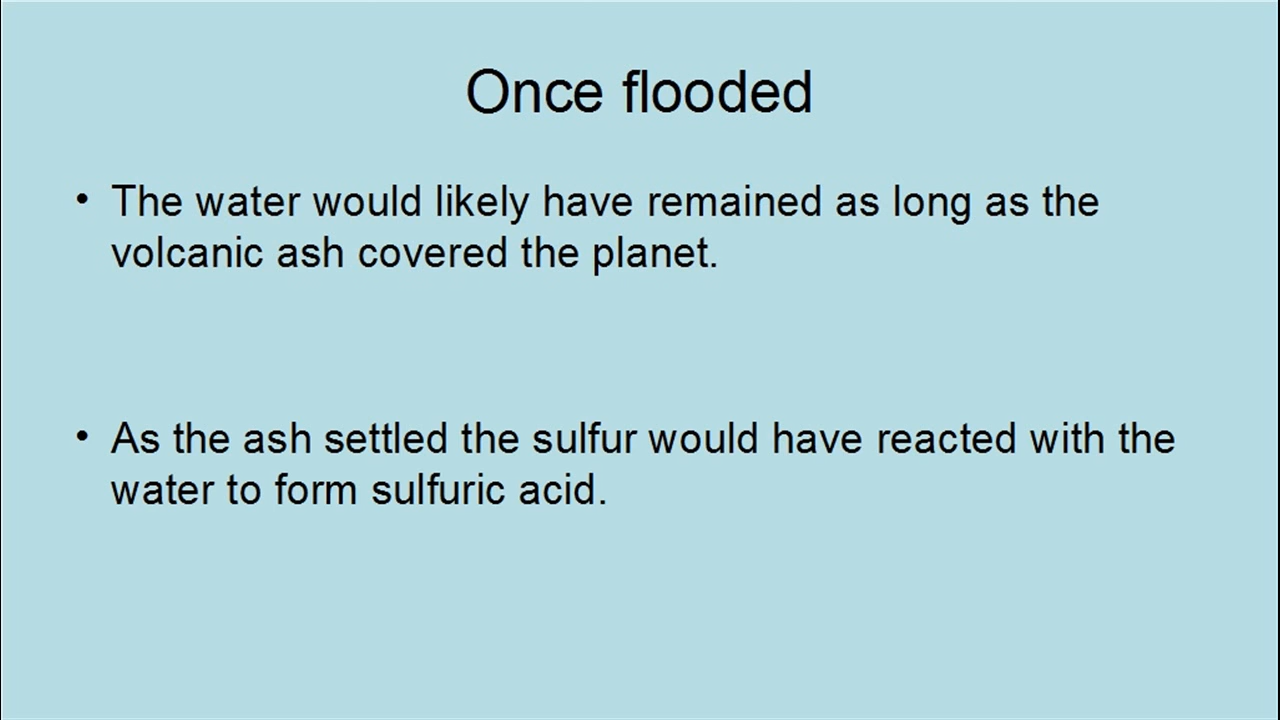 Once flooded
• The water would likely have remained as long as the
volcanic ash covered the planet.
• As the ash settled the sulfur would have reacted with the
water to form sulfuric acid.